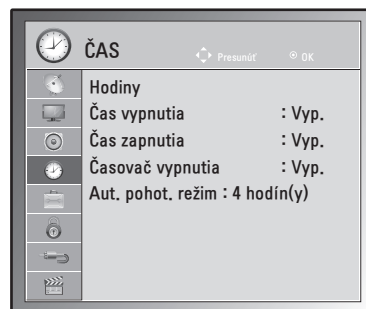 ČAS
Presunúť OK
Hodiny
Čas vypnutia : Vyp.
Čas zapnutia : Vyp.
Časovač vypnutia : Vyp.
Aut. pohot. režim : 4 hodín(y)